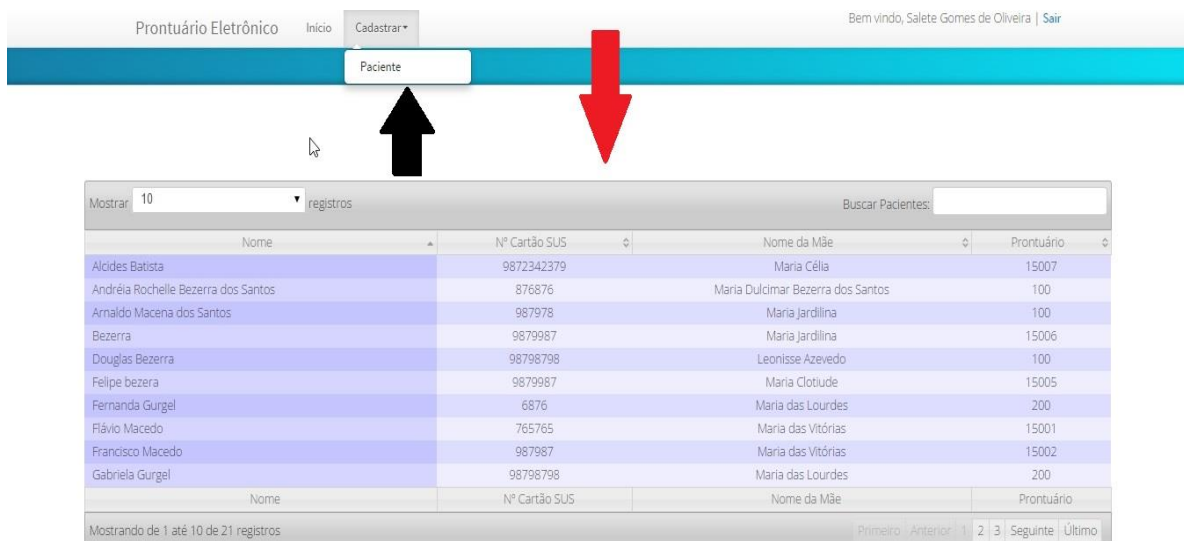 Prontuário Eletrônico Início Cadastrar Bem vindo, Salete Gomes de Oliveira | Sair
Paciente
Mostrar 10 registros Buscar Pacientes:
Nome Nº Cartão SUS Nome da Mãe Prontuário
Alcides Batista 9872342379 Maria Célia 15007
Andréia Rochelle Bezerra dos Santos 876876 Maria Dulcimar Bezerra dos Santos 100
Arnaldo Macena dos Santos 987978 Maria Jardilina 100
Bezerra 9879987 Maria Jardilina 15006
Douglas Bezerra 98798798 Leonisse Azevedo 100
Felipe bezera 9879987 Maria Clotiude 15005
Fernanda Gurgel 6876 Maria das Lourdes 200
Flávio Macedo 765765 Maria das Vitórias 15001
Francisco Macedo 987987 Maria das Vitórias 15002
Gabriela Gurgel 98798798 Maria das Lourdes 200
Nome Nº Cartão SUS Nome da Mãe Prontuário
Mostrando de 1 até 10 de 21 registros Primeiro Anterior 1 2 3 Seguinte Último